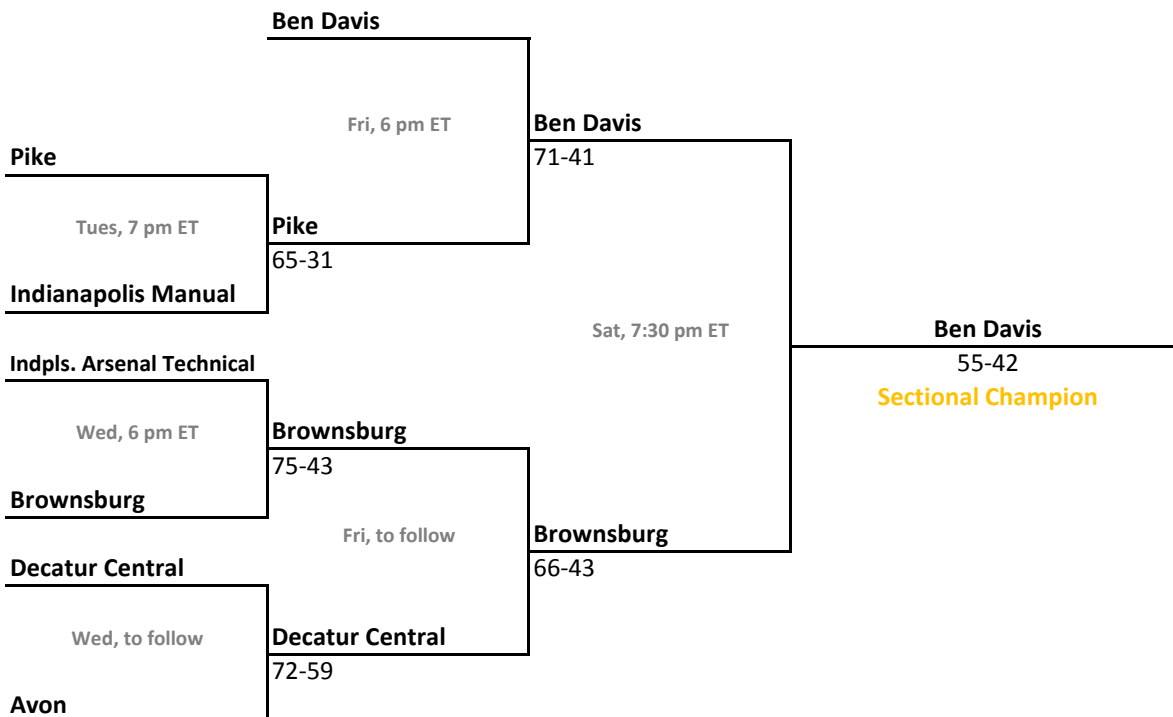 Ben Davis
Fri, 6 pm ET
Ben Davis
71-41
Pike
Tues, 7 pm ET
Pike
65-31
Indianapolis Manual
Sat, 7:30 pm ET
Ben Davis
55-42
Sectional Champion
Indpls. Arsenal Technical
Wed, 6 pm ET
Brownsburg
75-43
Brownsburg
Fri, to follow
Brownsburg
66-43
Decatur Central
Wed, to follow
Decatur Central
72-59
Avon